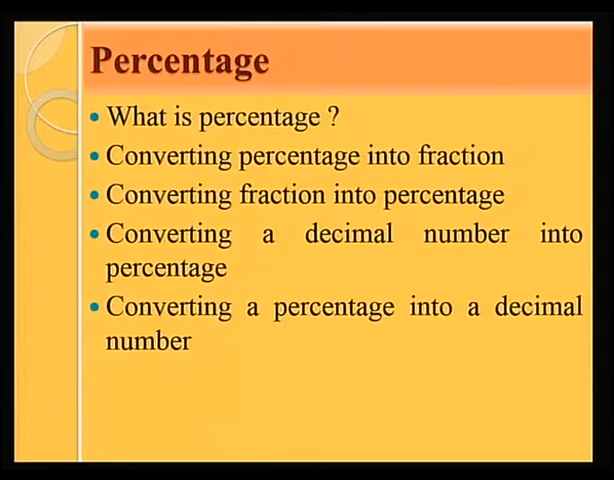 Percentage
• What is percentage ?
• Converting percentage into fraction
• Converting fraction into percentage
• Converting a decimal number into
percentage
• Converting a percentage into a decimal
number